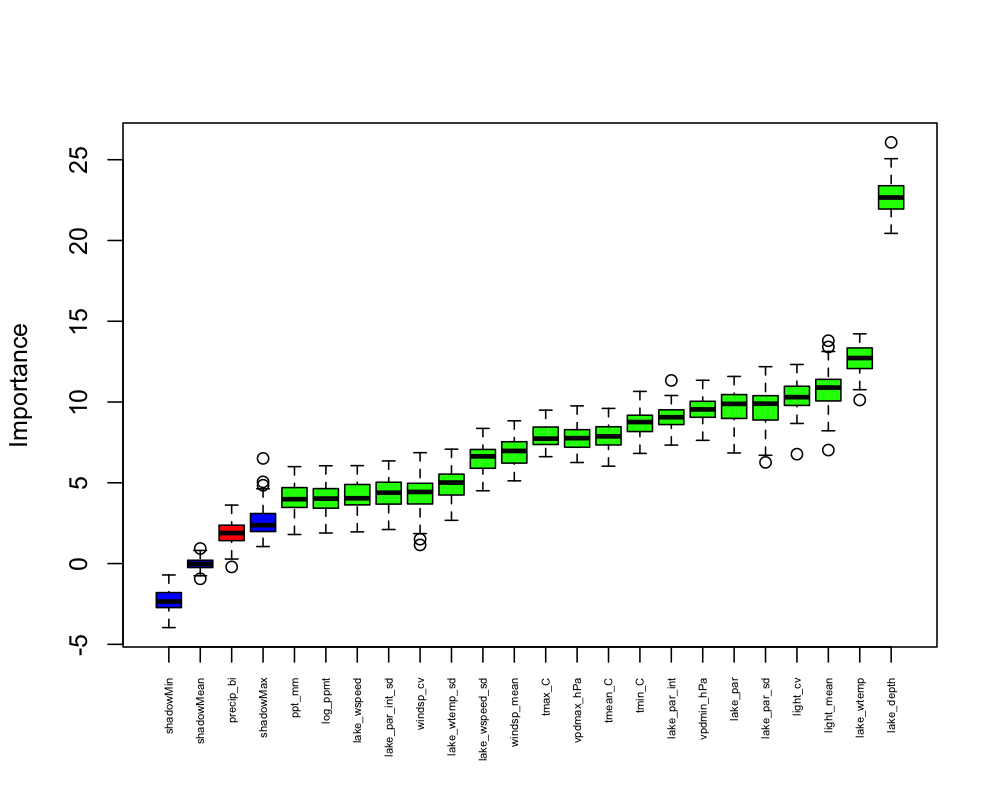 Importance
25
20
15
10
5
0
-5
shadowMin
shadowMean
precip_bi
shadowMax
ppt_mm
log_ppmt
lake_wspeed
lake_par_int_sd
windsp_cv
lake_wtemp_sd
lake_wspeed_sd
windsp_mean
tmax_C
vpdmax_hPa
tmean_C
tmin_C
lake_par_int
vpdmin_hPa
lake_par
lake_par_sd
light_cv
light_mean
lake_wtemp
lake_depth